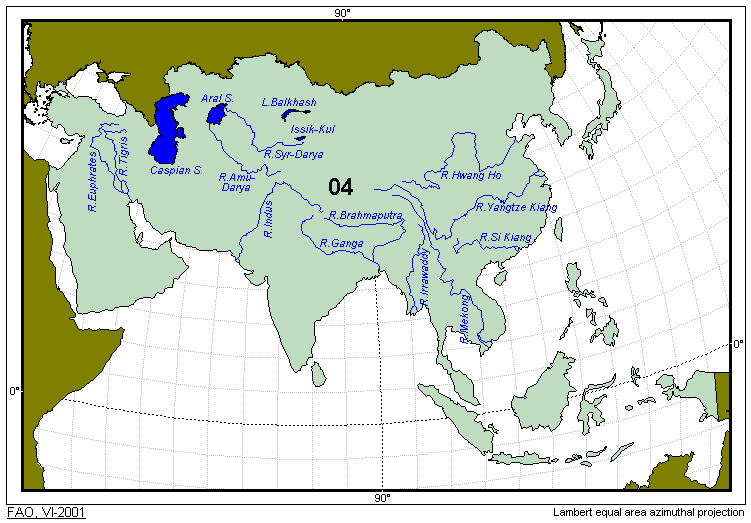 90°
Aral S.
L.Balkhash
Issik-Kul
R.Syr-Darya
Caspian S.
R.Amu-
Darya
R.Euphrates
R.Tigris
04
R.Hwang Ho
R.Indus
R.Brahmaputra
R.Yangtze Kiang
R.Ganga
R.Si Kiang
R.Irrawaddy
R.Mekong
0°
0°
90°
FAO, VI-2001
Lambert equal area azimuthal projection